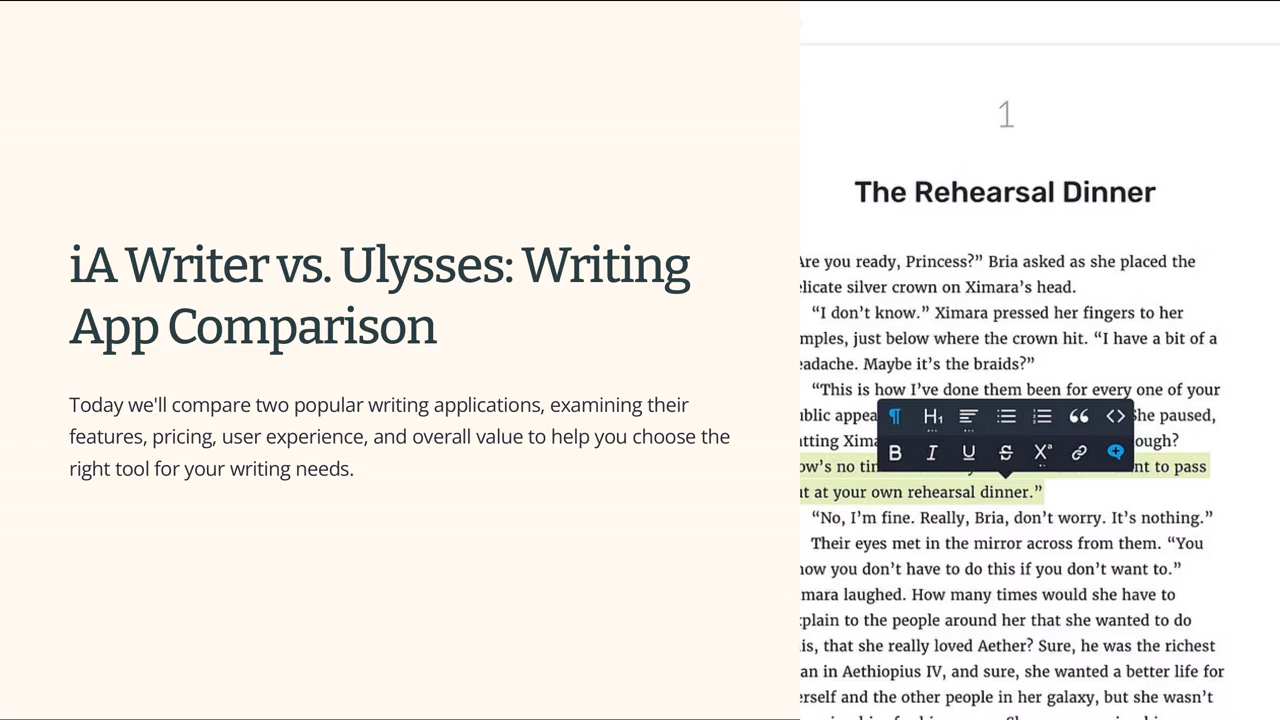 iA Writer vs. Ulysses: Writing
App Comparison
Today we'll compare two popular writing applications, examining their
features, pricing, user experience, and overall value to help you choose the
right tool for your writing needs.
1
The Rehearsal Dinner
Are you ready, Princess?” Bria asked as she placed the
elicate silver crown on Ximara’s head.
“I don’t know.” Ximara pressed her fingers to her
mples, just below where the crown hit. “I have a bit of a
eadache. Maybe it’s the braids?”
“This is how I’ve done them been for every one of your
ublic appea She paused,
tting Xima ough?
ow’s no tin nt to pass
ut at your own rehearsal dinner.”
“No, I’m fine. Really, Bria, don’t worry. It’s nothing.”
Their eyes met in the mirror across from them. “You
now you don’t have to do this if you don’t want to.”
mara laughed. How many times would she have to
xplain to the people around her that she wanted to do
is, that she really loved Aether? Sure, he was the richest
an in Aethiopius IV, and sure, she wanted a better life for
erself and the other people in her galaxy, but she wasn’t